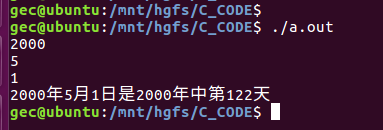 gec@ubuntu:/mnt/hgfs/C_CODE$
gec@ubuntu:/mnt/hgfs/C_CODE$ ./a.out
2000
5
1
2000年5月1日是2000年中第122天
gec@ubuntu:/mnt/hgfs/C_CODE$